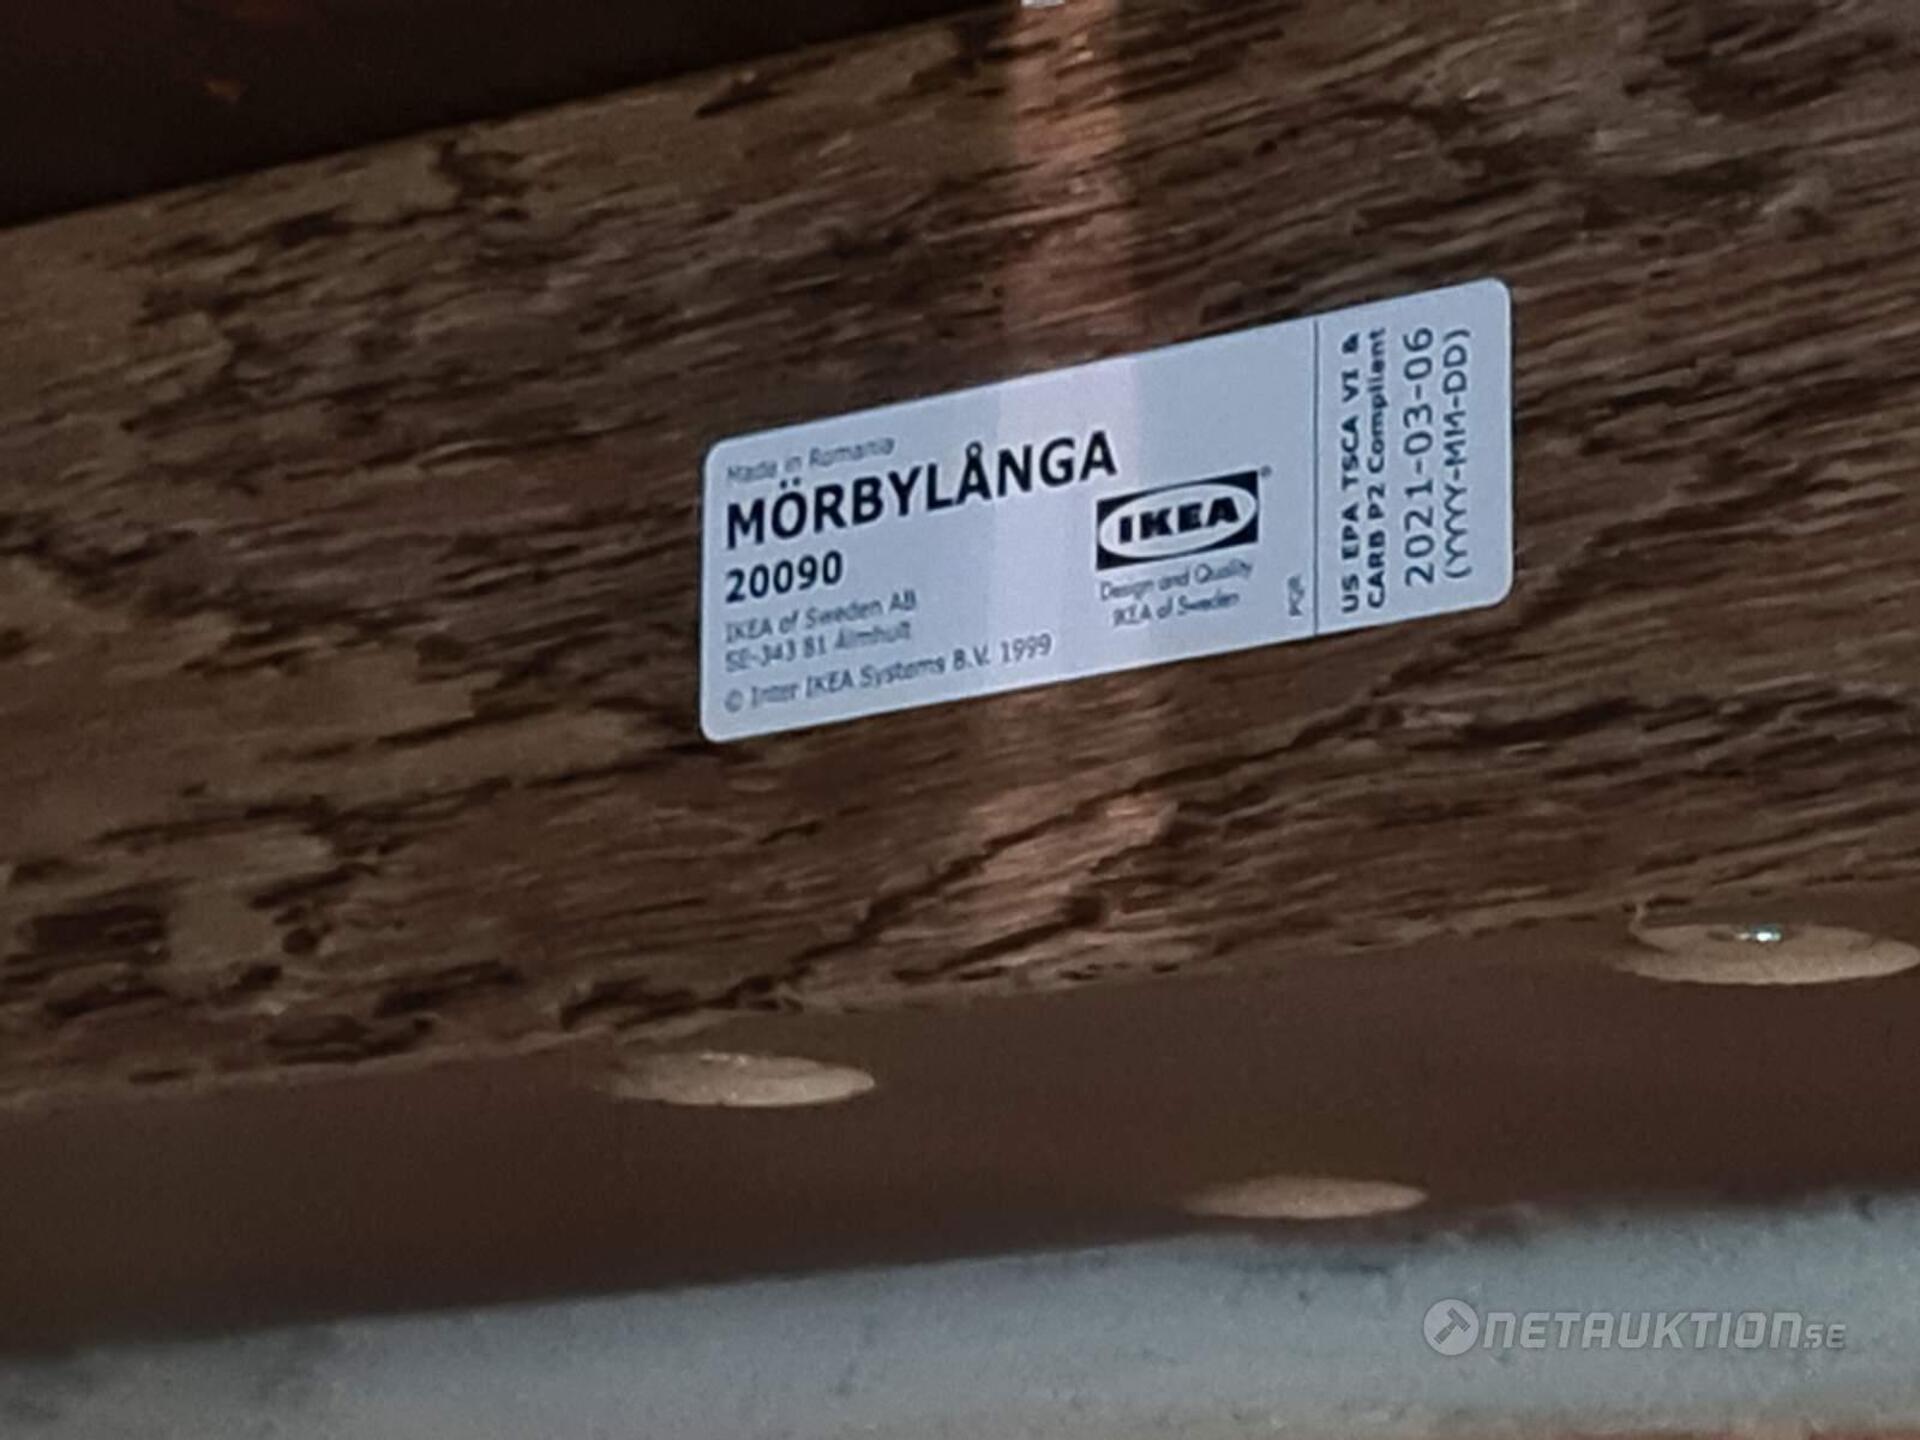 Made in Romania
MÖRBYLÅNGA
20090
IKEA of Sweden AB
SE-343 81 Älmhult
© Inter IKEA Systems B.V. 1999
IKEA®
Design and Quality
IKEA of Sweden
PQR
US EPA TSCA VI &
CARB P2 Compliant
2021-03-06
(YYYY-MM-DD)
NETAUKTION.SE